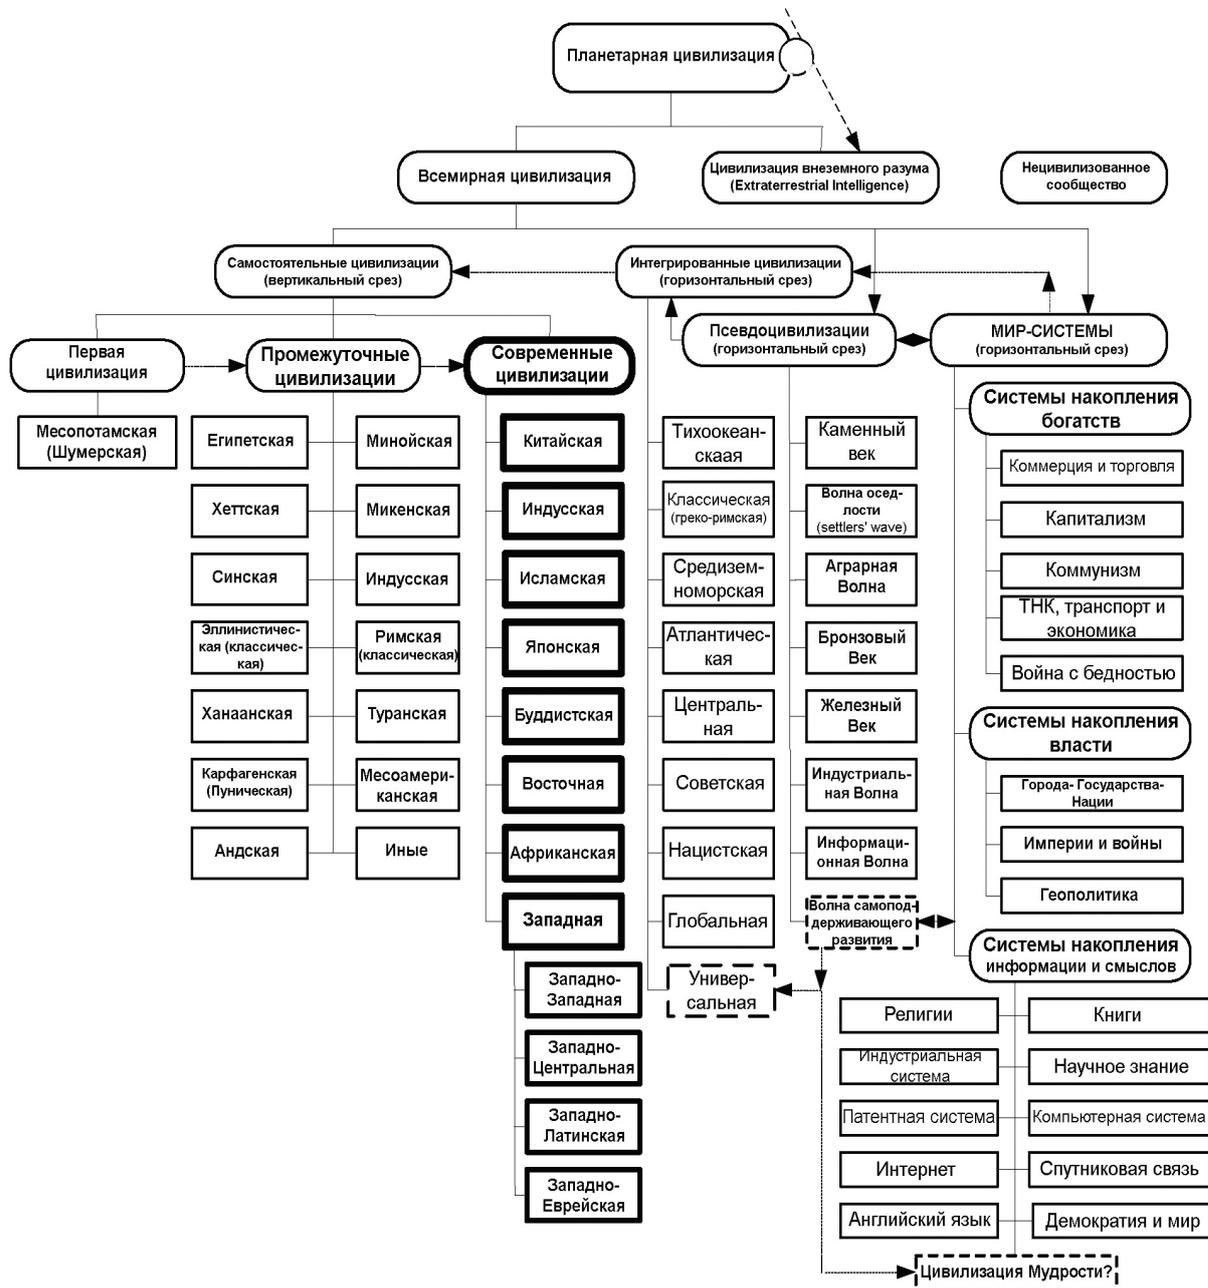 Планетарная цивилизация
Всемирная цивилизация
Цивилизация внеземного разума
(Extraterrestrial Intelligence)
Нецивилизованное
сообщество
Самостоятельные цивилизации
(вертикальный срез)
Интегрированные цивилизации
(горизонтальный срез)
Псевдоцивилизации
(горизонтальный срез)
МИР-СИСТЕМЫ
(горизонтальный срез)
Первая
цивилизация
Промежуточные
цивилизации
Современные
цивилизации
Месопотамская
(Шумерская)
Египетская
Хеттская
Синская
Эллинистичес-
кая (классичес-
кая)
Ханаанская
Карфагенская
(Пуническая)
Андская
Минойская
Микенская
Индусская
Римская
(классическая)
Туранская
Месоамери-
канская
Иные
Китайская
Индусская
Исламская
Японская
Буддистская
Восточная
Африканская
Западная
Западно-
Западная
Западно-
Центральная
Западно-
Латинская
Западно-
Еврейская
Тихоокеан-
скаая
Классическая
(греко-римская)
Средизем-
номорская
Атлантичес-
кая
Централь-
ная
Советская
Нацистская
Глобальная
Универ-
сальная
Каменный
век
Волна осед-
лости
(settlers' wave)
Аграрная
Волна
Бронзовый
Век
Железный
Век
Индустриаль-
ная Волна
Информаци-
онная Волна
Волна самопод-
держивающего
развития
Системы накопления
богатств
Коммерция и торговля
Капитализм
Коммунизм
ТНК, транспорт и
экономика
Война с бедностью
Системы накопления
власти
Города- Государства-
Нации
Империи и войны
Геополитика
Системы накопления
информации и смыслов
Религии
Книги
Индустриальная
система
Научное знание
Патентная система
Компьютерная система
Интернет
Спутниковая связь
Английский язык
Демократия и мир
Цивилизация Мудрости?